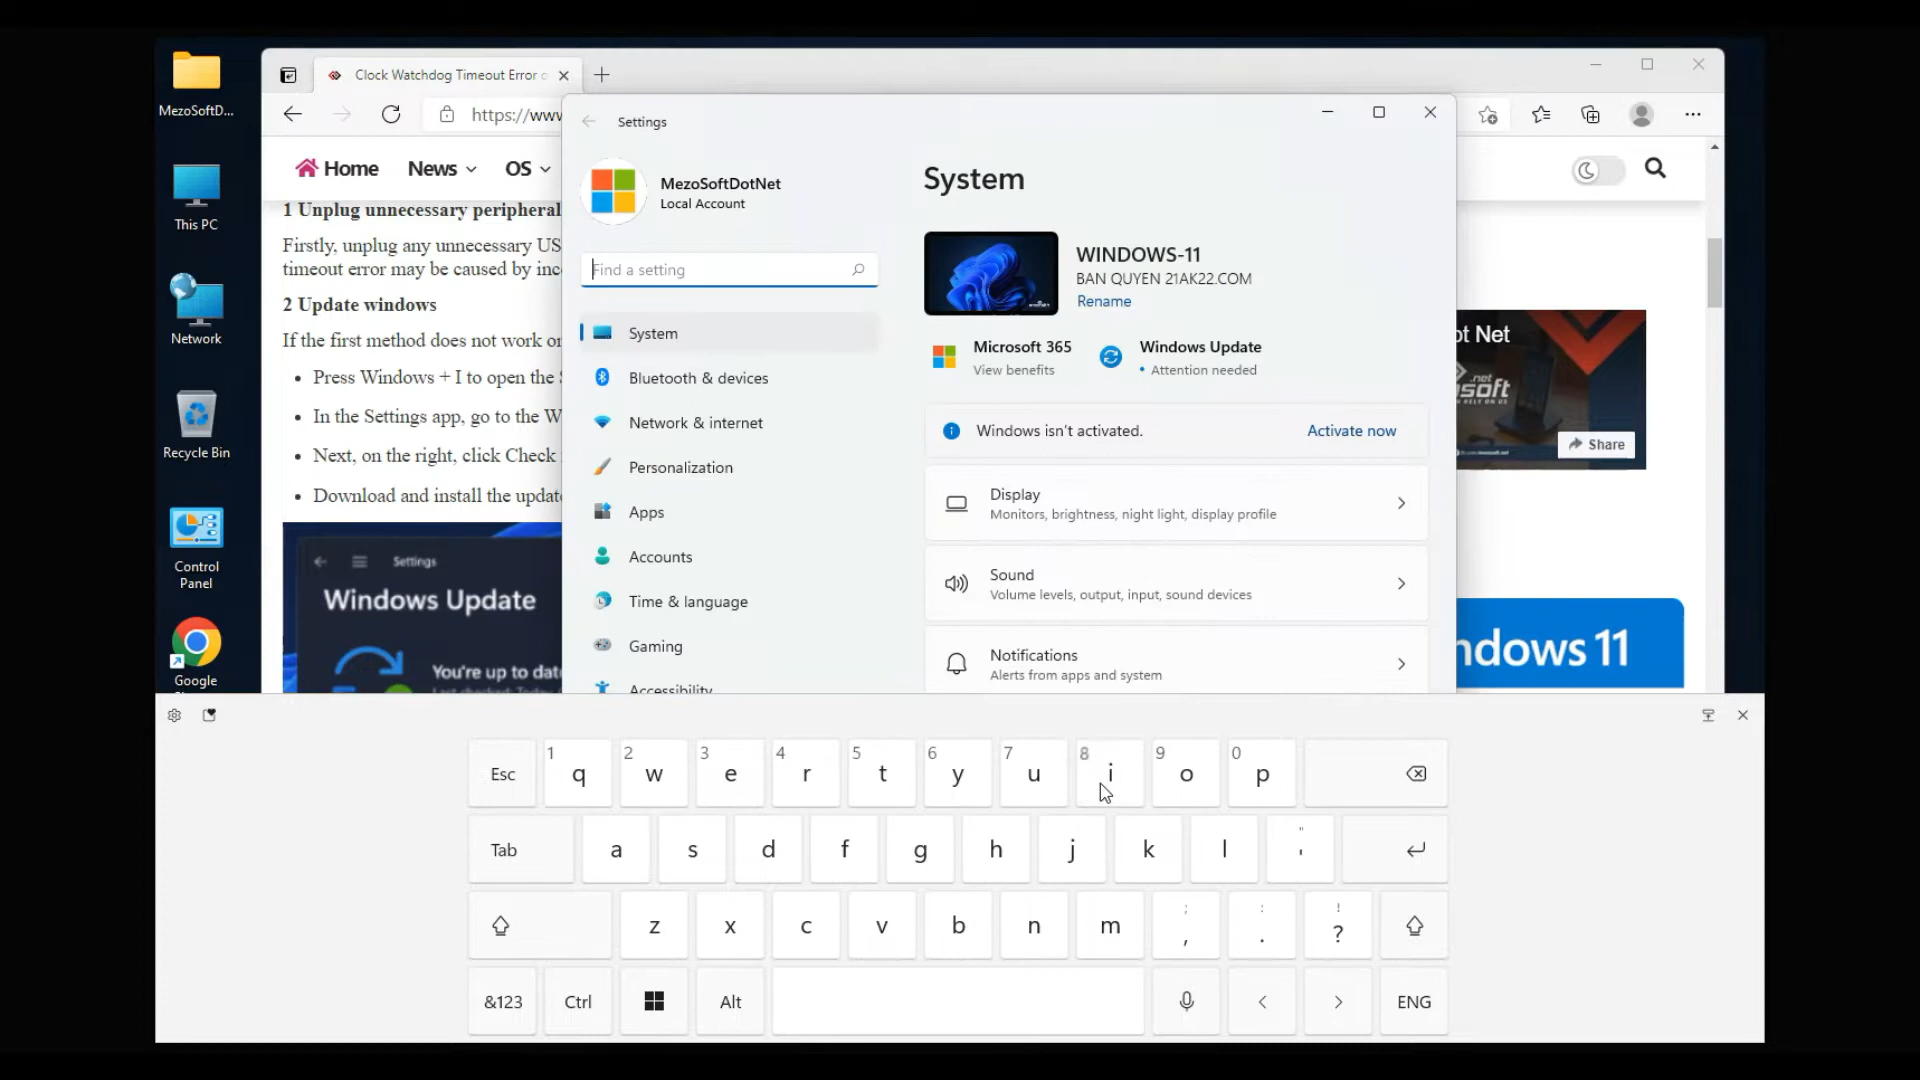 MezoSoftD...
This PC
Network
Recycle Bin
Control
Panel
Google
Clock Watchdog Timeout Error
https://www
Home
News
OS
1 Unplug unnecessary peripheral
Firstly, unplug any unnecessary US
timeout error may be caused by inc
2 Update windows
If the first method does not work or
• Press Windows + I to open the
• In the Settings app, go to the W
• Next, on the right, click Check
• Download and install the update
Settings
Windows Update
You're up to date
Settings
MezoSoftDotNet
Local Account
Find a setting
System
Bluetooth & devices
Network & internet
Personalization
Apps
Accounts
Time & language
Gaming
Accessibility
System
WINDOWS-11
BAN QUYEN 21AK22.COM
Rename
Microsoft 365
View benefits
Windows Update
• Attention needed
Windows isn't activated.
Activate now
Display
Monitors, brightness, night light, display profile
Sound
Volume levels, output, input, sound devices
Notifications
Alerts from apps and system
ot Net
.net
soft
Share
ndows 11
Esc
1 q
2 w
3 e
4 r
5 t
6 y
7 u
8 i
9 o
0 p
Tab
a
s
d
f
g
h
j
k
l
" '
z
x
c
v
b
n
m
; ,
: .
! ?
&123
Ctrl
Alt
<
>
ENG